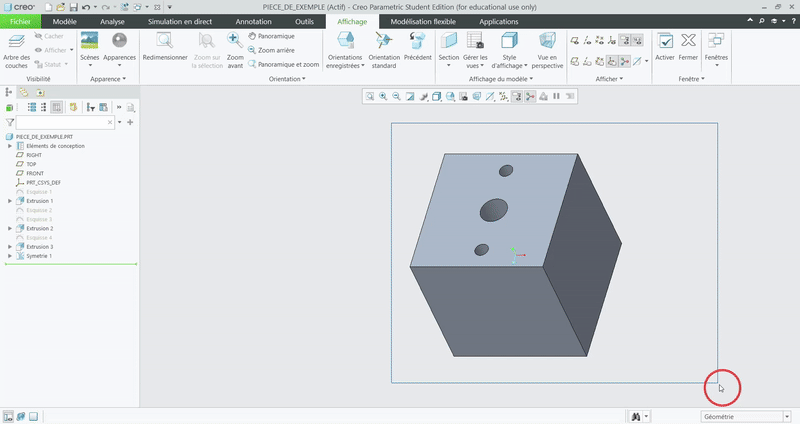 creo
PIECE_DE_EXEMPLE (Actif) - Creo Parametric Student Edition (for educational use only)
Fichier Modèle Analyse Simulation en direct Annotation Outils Affichage Modélisation flexible Applications
Arbre des couches
Cacher
Afficher
Statut
Visibilité
Scènes
Apparences
Apparence
Redimensionner
Zoom sur la sélection
Zoom avant
Panoramique
Zoom arrière
Panoramique et zoom
Orientation
Orientations enregistrées
Orientation standard
Précédent
Section
Gérer les vues
Style d'affichage
Vue en perspective
Affichage du modèle
Afficher
Activer
Fermer
Fenêtre
Fenêtres
PIECE_DE_EXEMPLE.PRT
Eléments de conception
RIGHT
TOP
FRONT
PRT_CSYS_DEF
Esquisse 1
Extrusion 1
Esquisse 2
Esquisse 3
Extrusion 2
Esquisse 4
Extrusion 3
Symetrie 1
Géométrie